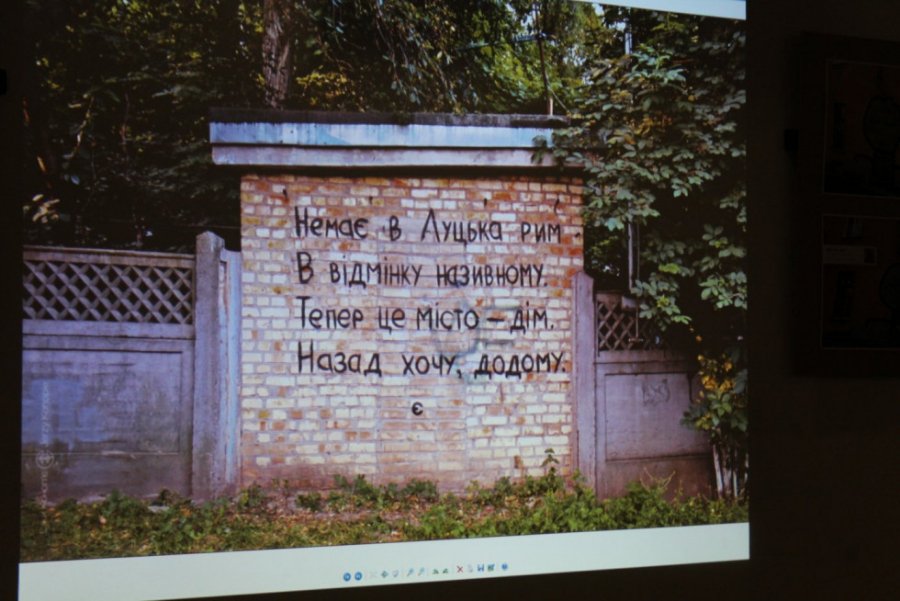 Немає в Луцька рим
В відмінку називному.
Тепер це місто – дім.
Назад хочу, додому.
є